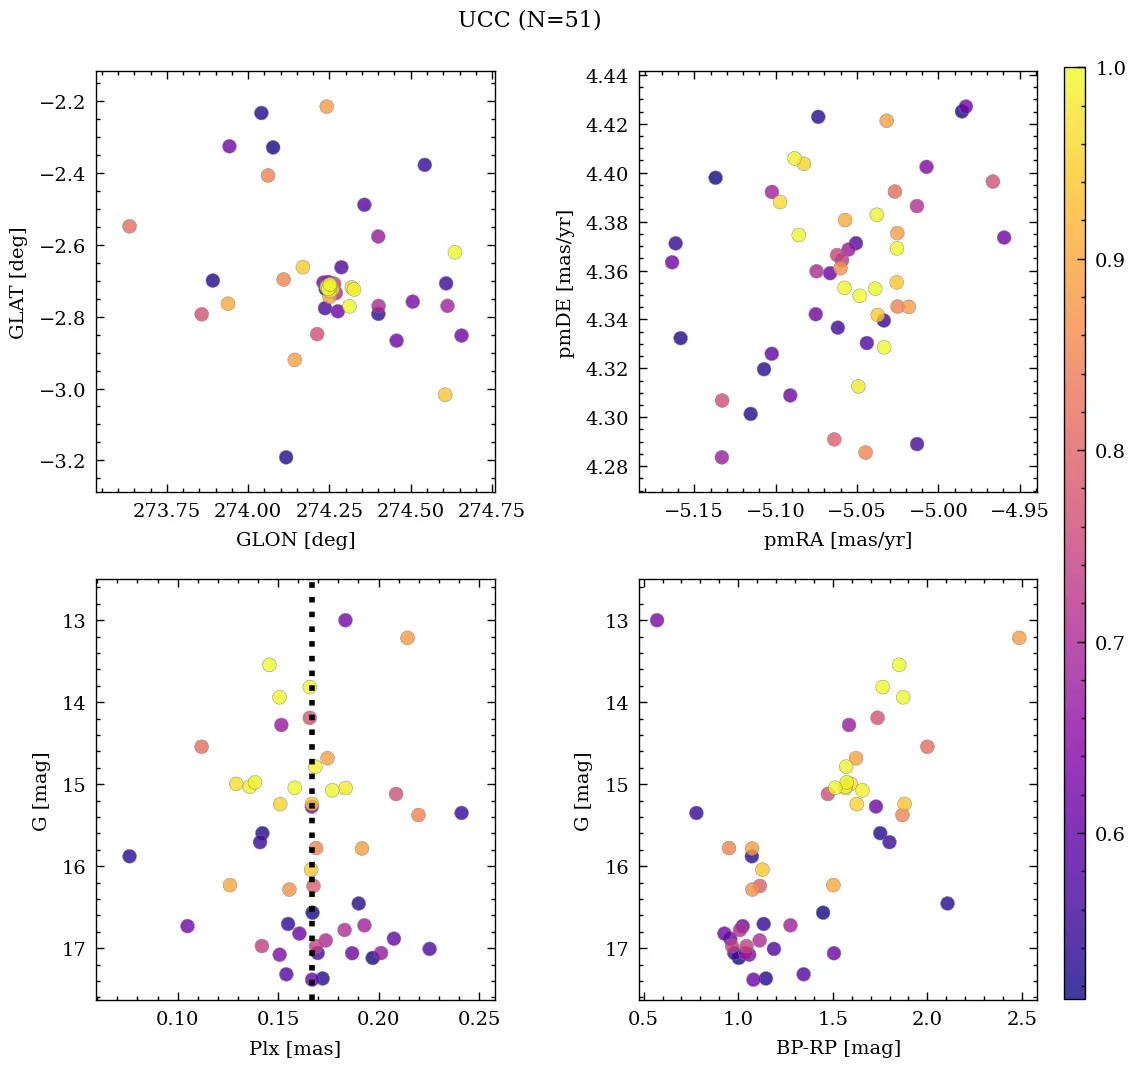 UCC (N=51)
−2.2
−2.4
−2.6
−2.8
−3.0
−3.2
GLAT [deg]
273.75 274.00 274.25 274.50 274.75
GLON [deg]
4.44
4.42
4.40
4.38
4.36
4.34
4.32
4.30
4.28
pmDE [mas/yr]
−5.15 −5.10 −5.05 −5.00 −4.95
pmRA [mas/yr]
13
14
15
16
17
G [mag]
0.10 0.15 0.20 0.25
Plx [mas]
13
14
15
16
17
G [mag]
0.5 1.0 1.5 2.0 2.5
BP-RP [mag]
1.0
0.9
0.8
0.7
0.6